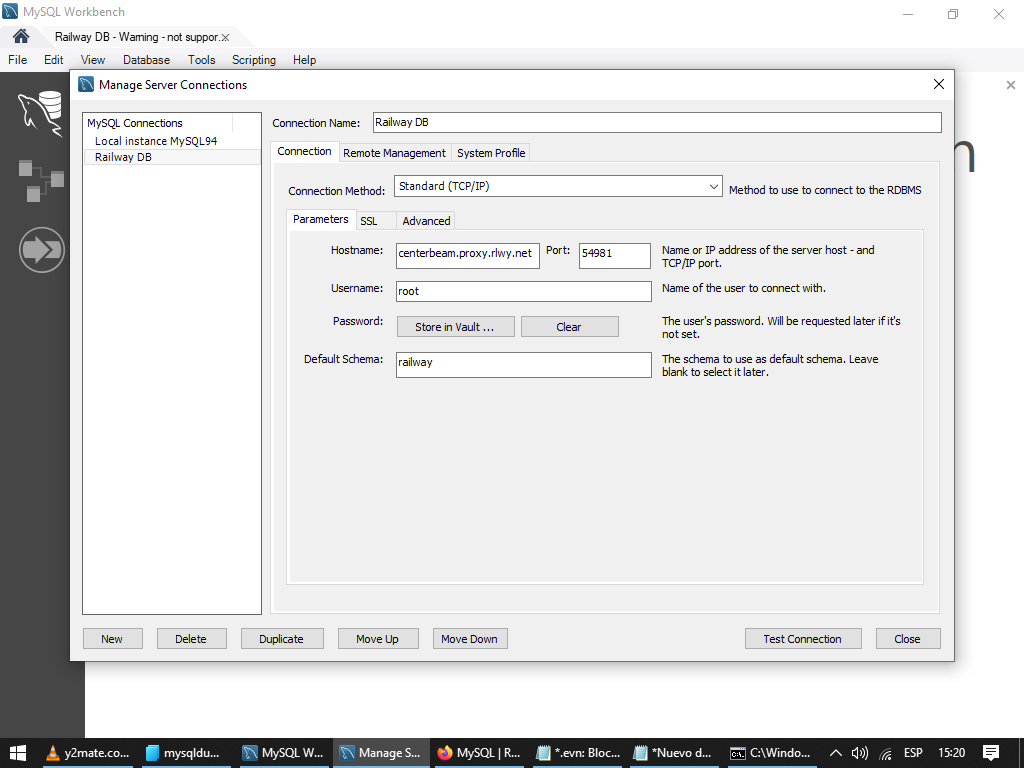 MySQL Workbench
Railway DB - Warning - not suppor.. x
File Edit View Database Tools Scripting Help
Manage Server Connections
MySQL Connections
Local instance MySQL94
Railway DB
Connection Name: Railway DB
Connection Remote Management System Profile
Connection Method: Standard (TCP/IP) Method to use to connect to the RDBMS
Parameters SSL Advanced
Hostname: centerbeam.proxy.rlwy.net Port: 54981 Name or IP address of the server host - and
TCP/IP port.
Username: root Name of the user to connect with.
Password: Store in Vault ... Clear The user's password. Will be requested later if it's
not set.
Default Schema: railway The schema to use as default schema. Leave
blank to select it later.
New Delete Duplicate Move Up Move Down Test Connection Close
y2mate.co... mysqldu... MySQL W... Manage S... MySQL | R... *.evn: Bloc... *Nuevo d... C:\Windo... ESP 15:20